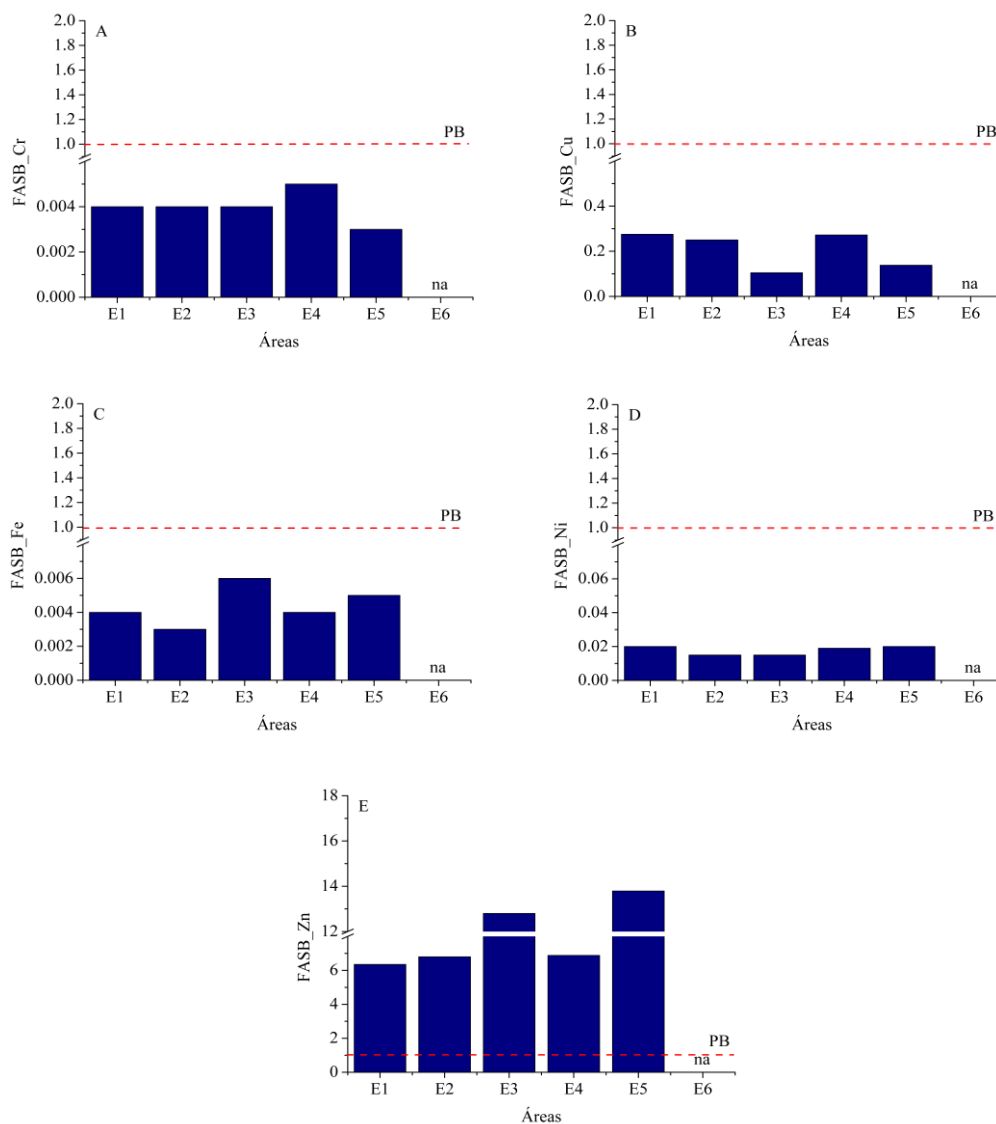 A
2.0
1.8
1.6
1.4
1.2
1.0
0.004
0.002
0.000
FASB_Cr
PB
na
E1 E2 E3 E4 E5 E6
Áreas
B
2.0
1.8
1.6
1.4
1.2
1.0
0.4
0.2
0.0
FASB_Cu
PB
na
E1 E2 E3 E4 E5 E6
Áreas
C
2.0
1.8
1.6
1.4
1.2
1.0
0.006
0.004
0.002
0.000
FASB_Fe
PB
na
E1 E2 E3 E4 E5 E6
Áreas
D
2.0
1.8
1.6
1.4
1.2
1.0
0.06
0.04
0.02
0.00
FASB_Ni
PB
na
E1 E2 E3 E4 E5 E6
Áreas
E
18
16
14
12
6
4
2
0
FASB_Zn
PB
na
E1 E2 E3 E4 E5 E6
Áreas